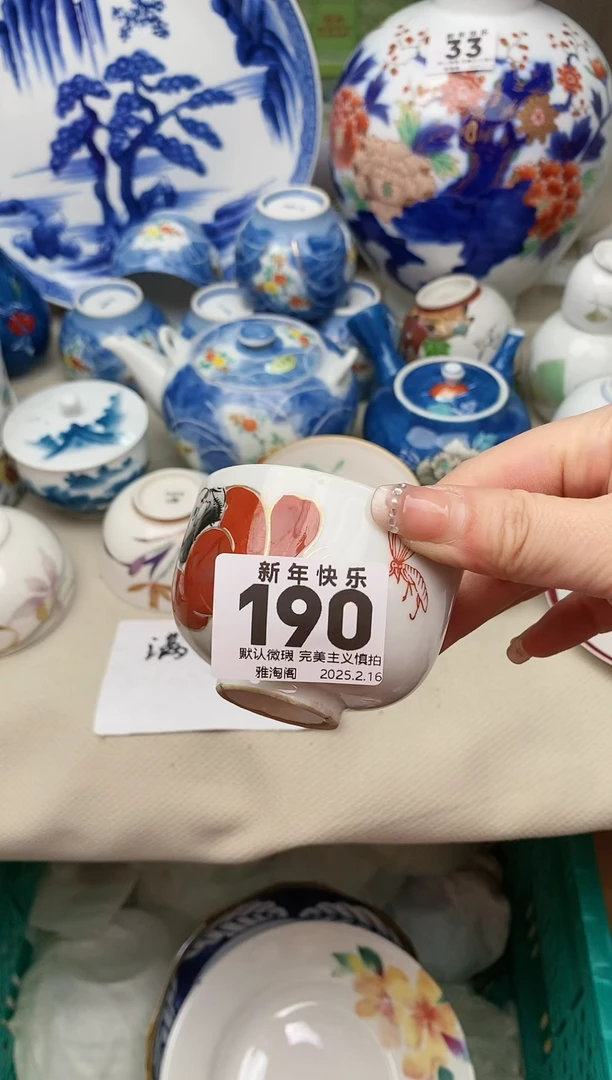 33
新年快乐
190
默认微瑕 完美主义慎拍
雅淘阁 2025.2.16
满